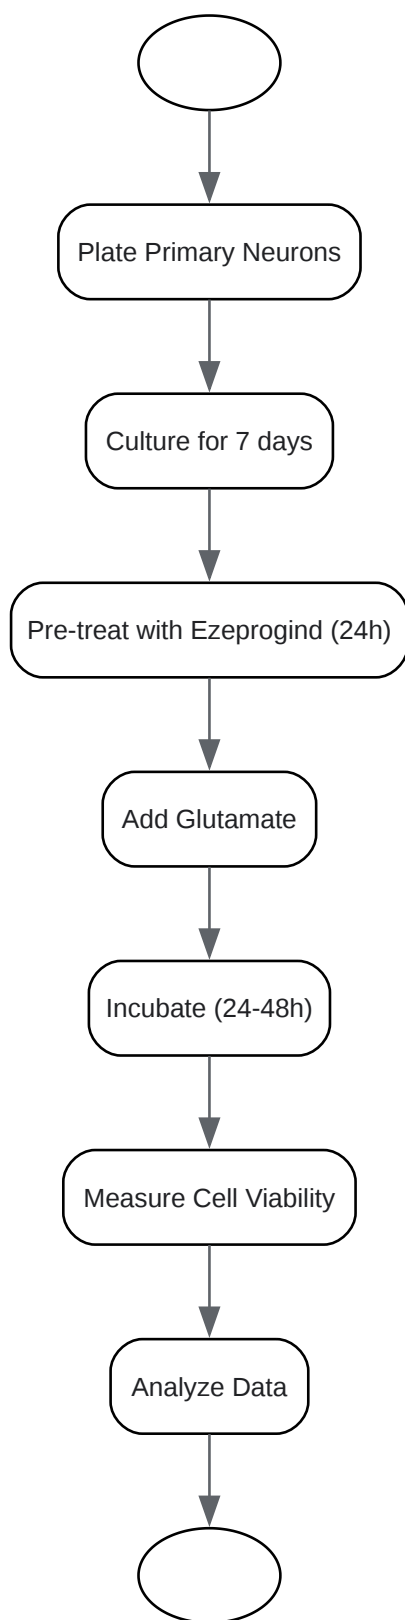 Plate Primary Neurons
Culture for 7 days
Pre-treat with Ezeprogind (24h)
Add Glutamate
Incubate (24-48h)
Measure Cell Viability
Analyze Data